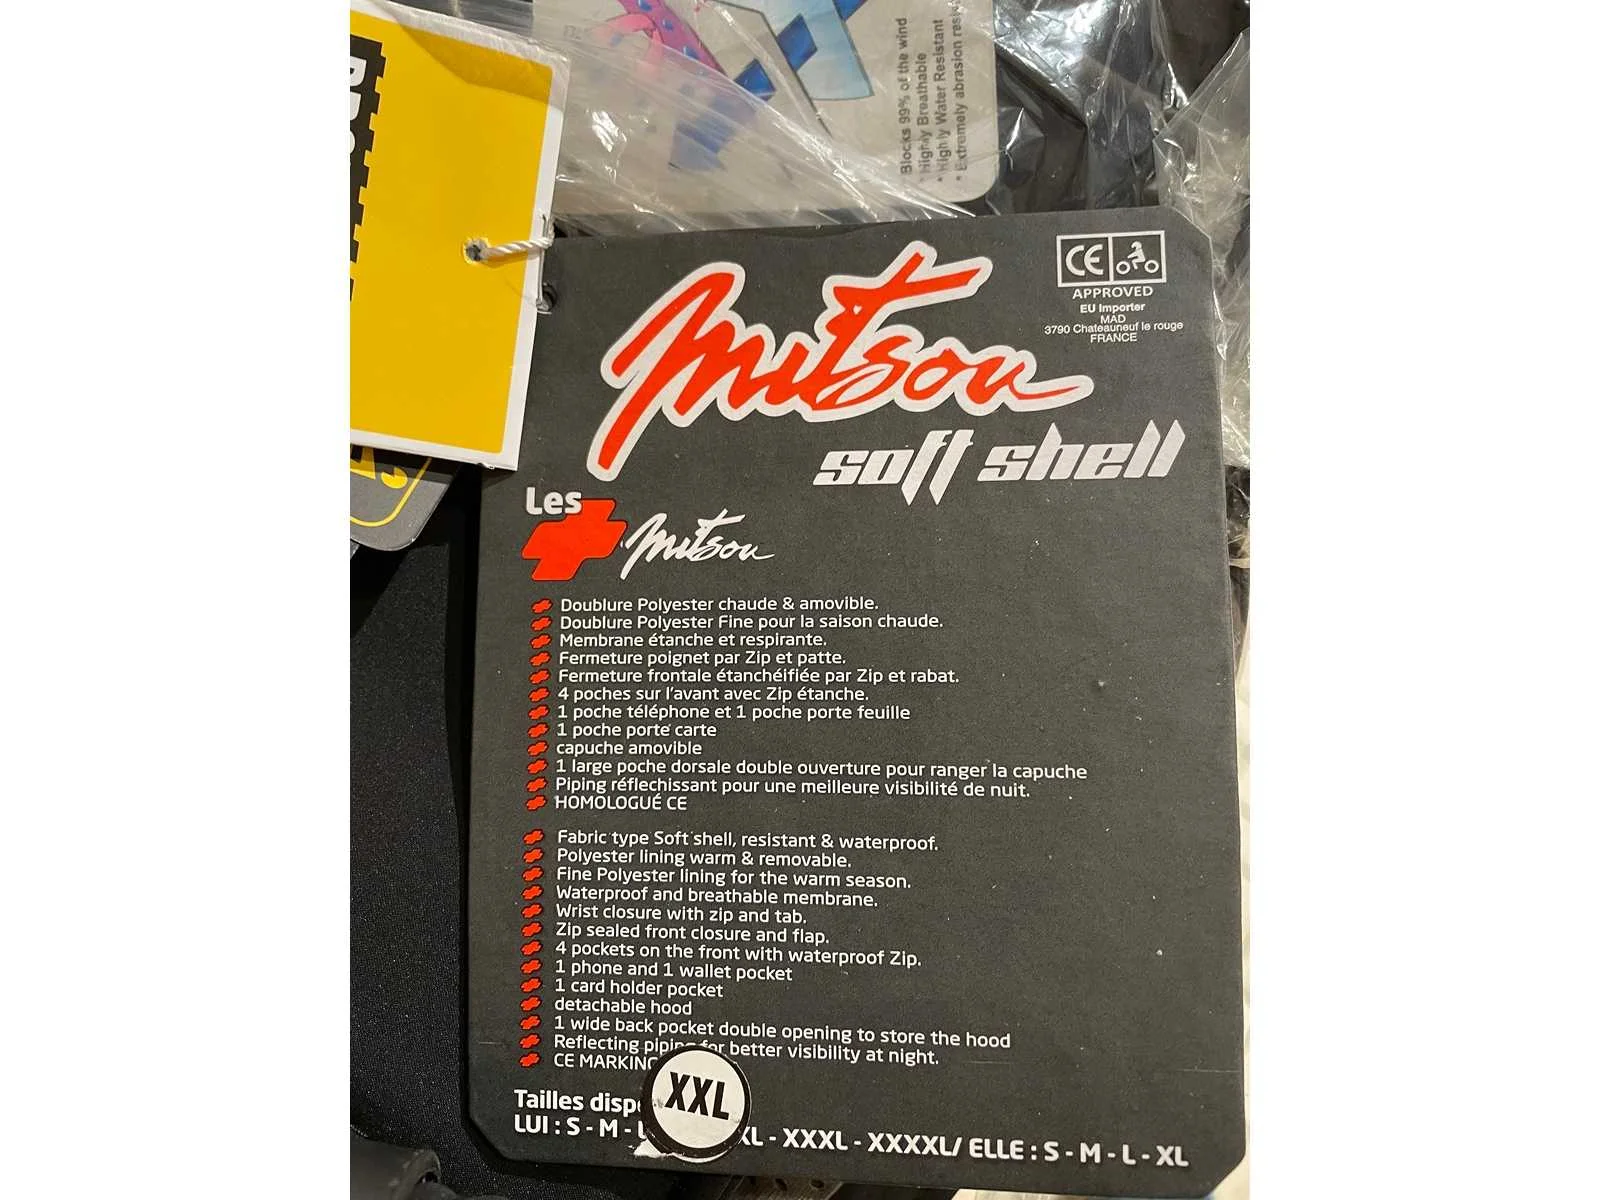 Blocks 99% of the wind
* Highly Breathable
* Highly Water Resistant
* Extremely abrasion
CE
APPROVED
EU Importer
MAD
3790 Chateauneuf le rouge
FRANCE
mitsou
soft shell
Les
mitsou
Doublure Polyester chaude & amovible.
Doublure Polyester Fine pour la saison chaude.
Membrane étanche et respirante.
Fermeture poignet par Zip et patte.
Fermeture frontale étanchéifiée par Zip et rabat.
4 poches sur l'avant avec Zip étanche.
1 poche téléphone et 1 poche porte feuille
1 poche porte carte
capuche amovible
1 large poche dorsale double ouverture pour ranger la capuche
Piping réflechissant pour une meilleure visibilité de nuit.
HOMOLOGUÉ CE
Fabric type Soft shell, resistant & waterproof.
Polyester lining warm & removable.
Fine Polyester lining for the warm season.
Waterproof and breathable membrane.
Wrist closure with zip and tab.
Zip sealed front closure and flap.
4 pockets on the front with waterproof Zip.
1 phone and 1 wallet pocket
1 card holder pocket
detachable hood
1 wide back pocket double opening to store the hood
Reflecting piping for better visibility at night.
CE MARKING
XXL
Tailles
LUI : S - M - XL - XXXL - XXXXL/ ELLE : S - M - L - XL